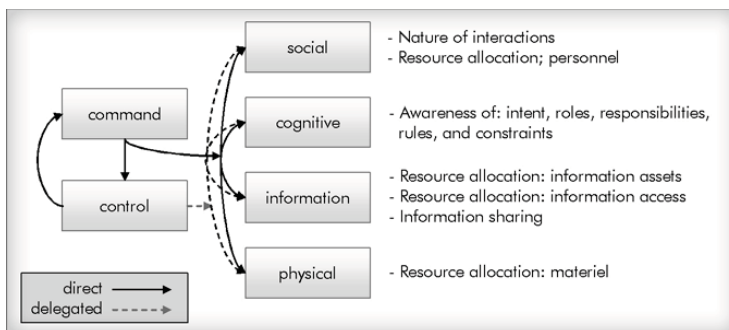 social
- Nature of interactions
- Resource allocation; personnel
command
cognitive
- Awareness of: intent, roles, responsibilities,
rules, and constraints
control
information
- Resource allocation: information assets
- Resource allocation: information access
- Information sharing
physical
- Resource allocation: materiel
direct
delegated